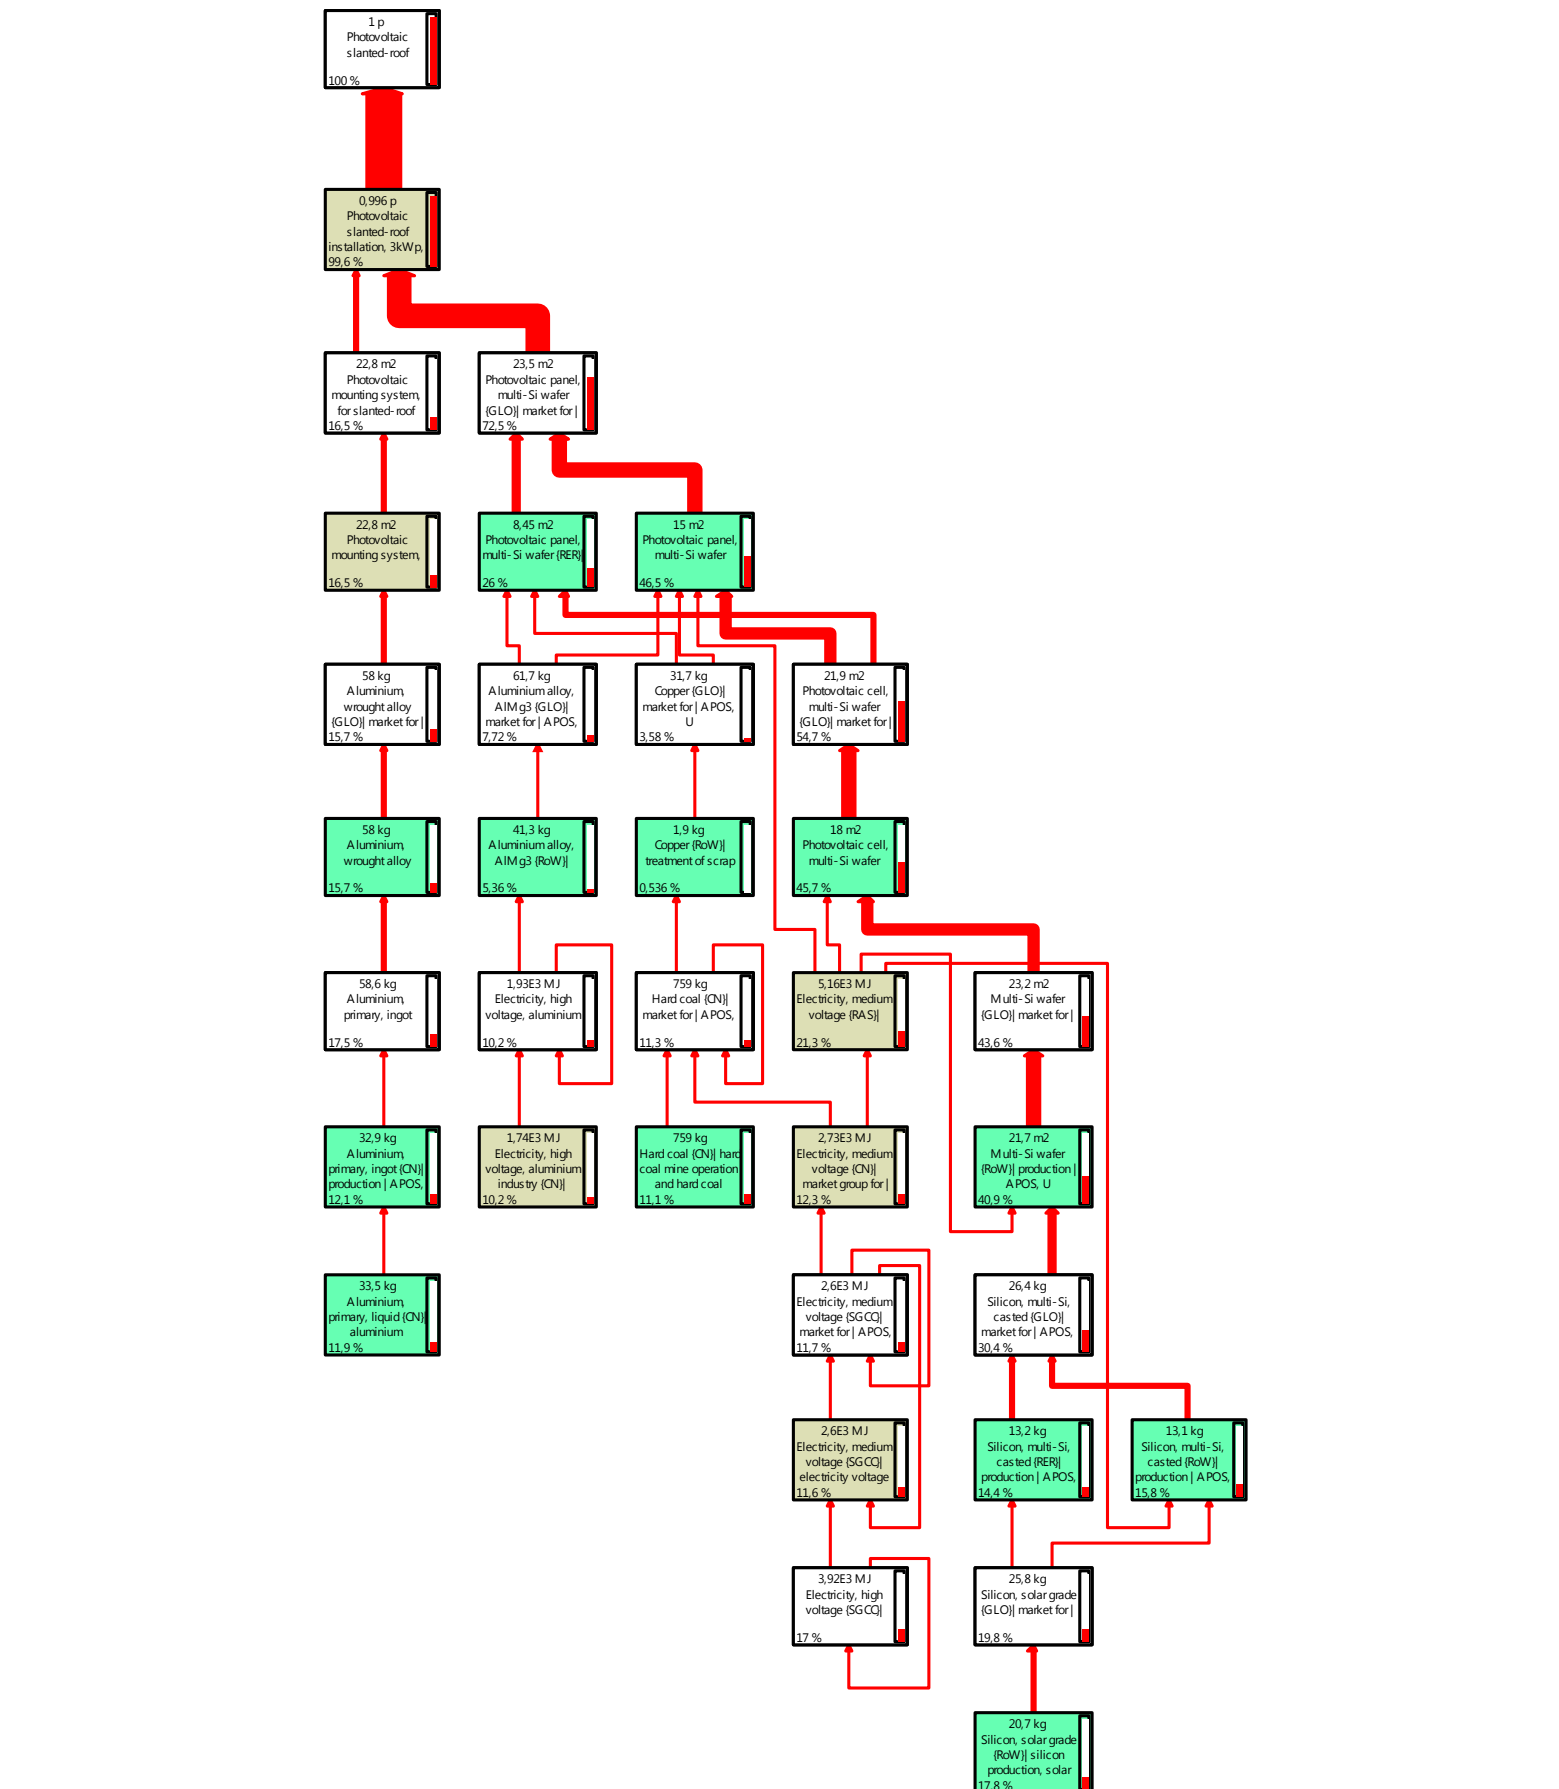 1 p
Photovoltaic
slanted-roof
100 %
0,996 p
Photovoltaic
slanted-roof
installation, 3kWp,
99,6 %
22,8 m2
Photovoltaic
mounting system,
for slanted-roof
16,5 %
23,5 m2
Photovoltaic panel,
multi-Si wafer
{GLO}| market for |
72,5 %
22,8 m2
Photovoltaic
mounting system,
16,5 %
8,45 m2
Photovoltaic panel,
multi-Si wafer {RER}|
26 %
15 m2
Photovoltaic panel,
multi-Si wafer
46,5 %
58 kg
Aluminium,
wrought alloy
{GLO}| market for |
15,7 %
61,7 kg
Aluminium alloy,
AlMg3 {GLO}|
market for | APOS,
7,72 %
31,7 kg
Copper {GLO}|
market for | APOS,
U
3,58 %
21,9 m2
Photovoltaic cell,
multi-Si wafer
{GLO}| market for |
54,7 %
58 kg
Aluminium,
wrought alloy
15,7 %
41,3 kg
Aluminium alloy,
AlMg3 {RoW}|
5,36 %
1,9 kg
Copper {RoW}|
treatment of scrap
0,536 %
18 m2
Photovoltaic cell,
multi-Si wafer
45,7 %
58,6 kg
Aluminium,
primary, ingot
17,5 %
1,93E3 MJ
Electricity, high
voltage, aluminium
10,2 %
759 kg
Hard coal {CN}|
market for | APOS,
11,3 %
5,16E3 MJ
Electricity, medium
voltage {RAS}|
21,3 %
23,2 m2
Multi-Si wafer
{GLO}| market for |
43,6 %
32,9 kg
Aluminium,
primary, ingot {CN}|
production | APOS,
12,1 %
1,74E3 MJ
Electricity, high
voltage, aluminium
industry {CN}|
10,2 %
759 kg
Hard coal {CN}| hard
coal mine operation
and hard coal
11,1 %
2,73E3 MJ
Electricity, medium
voltage {CN}|
market group for |
12,3 %
21,7 m2
Multi-Si wafer
{RoW}| production |
APOS, U
40,9 %
33,5 kg
Aluminium,
primary, liquid {CN}|
aluminium
11,9 %
2,6E3 MJ
Electricity, medium
voltage {SGCC}|
market for | APOS,
11,7 %
26,4 kg
Silicon, multi-Si,
casted {GLO}|
market for | APOS,
30,4 %
2,6E3 MJ
Electricity, medium
voltage {SGCC}|
electricity voltage
11,6 %
13,2 kg
Silicon, multi-Si,
casted {RER}|
production | APOS,
14,4 %
13,1 kg
Silicon, multi-Si,
casted {RoW}|
production | APOS,
15,8 %
3,92E3 MJ
Electricity, high
voltage {SGCC}|
17 %
25,8 kg
Silicon, solar grade
{GLO}| market for |
19,8 %
20,7 kg
Silicon, solar grade
{RoW}| silicon
production, solar
17,8 %